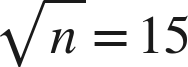 √n = 15